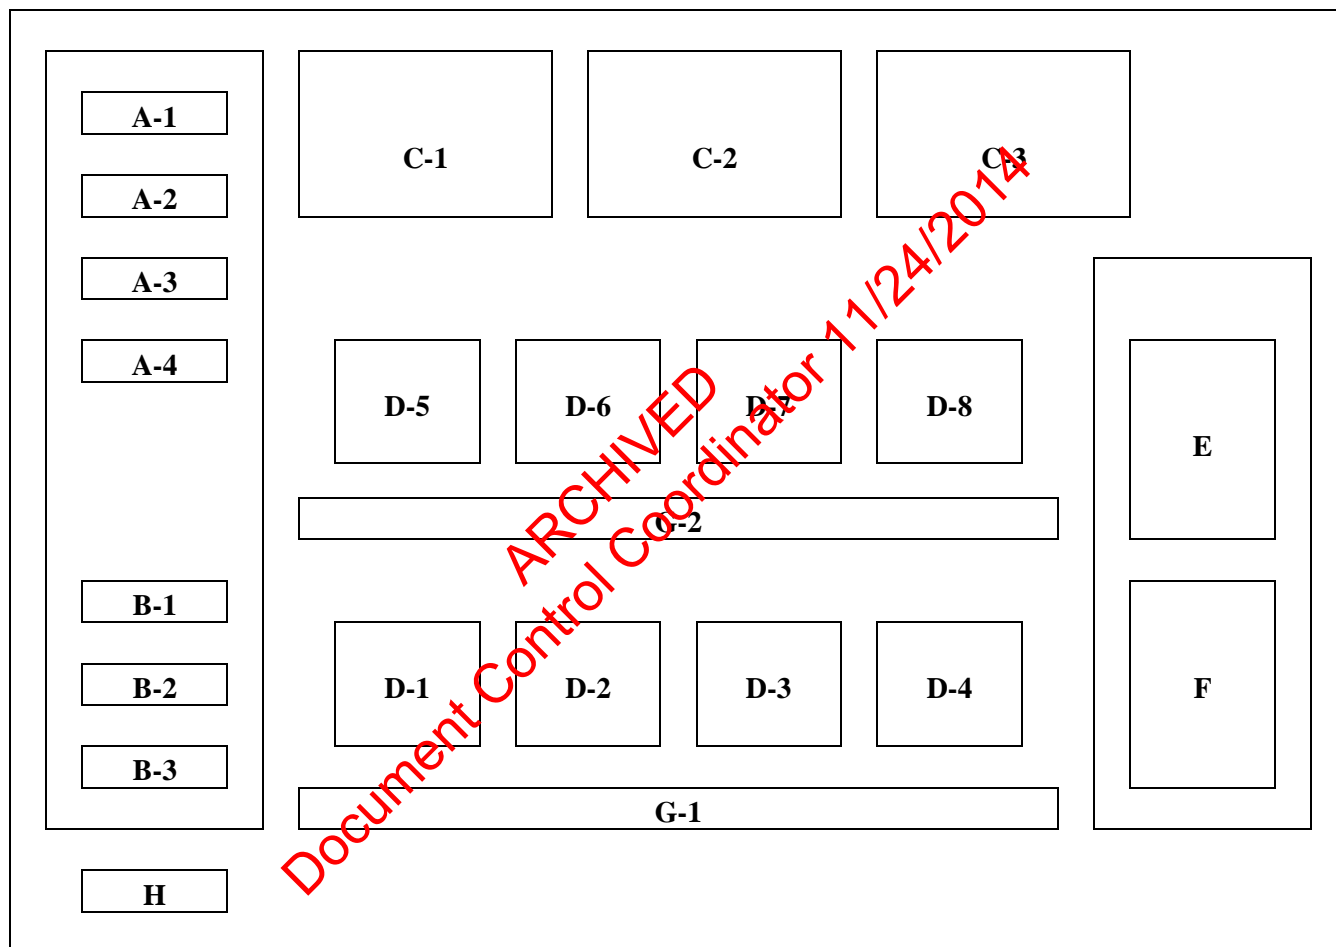 A-1
A-2
A-3
A-4
B-1
B-2
B-3
H
C-1
C-2
C-3
D-5
D-6
D-7
D-8
G-2
D-1
D-2
D-3
D-4
G-1
E
F
ARCHIVED
Document Control Coordinator 11/24/2014